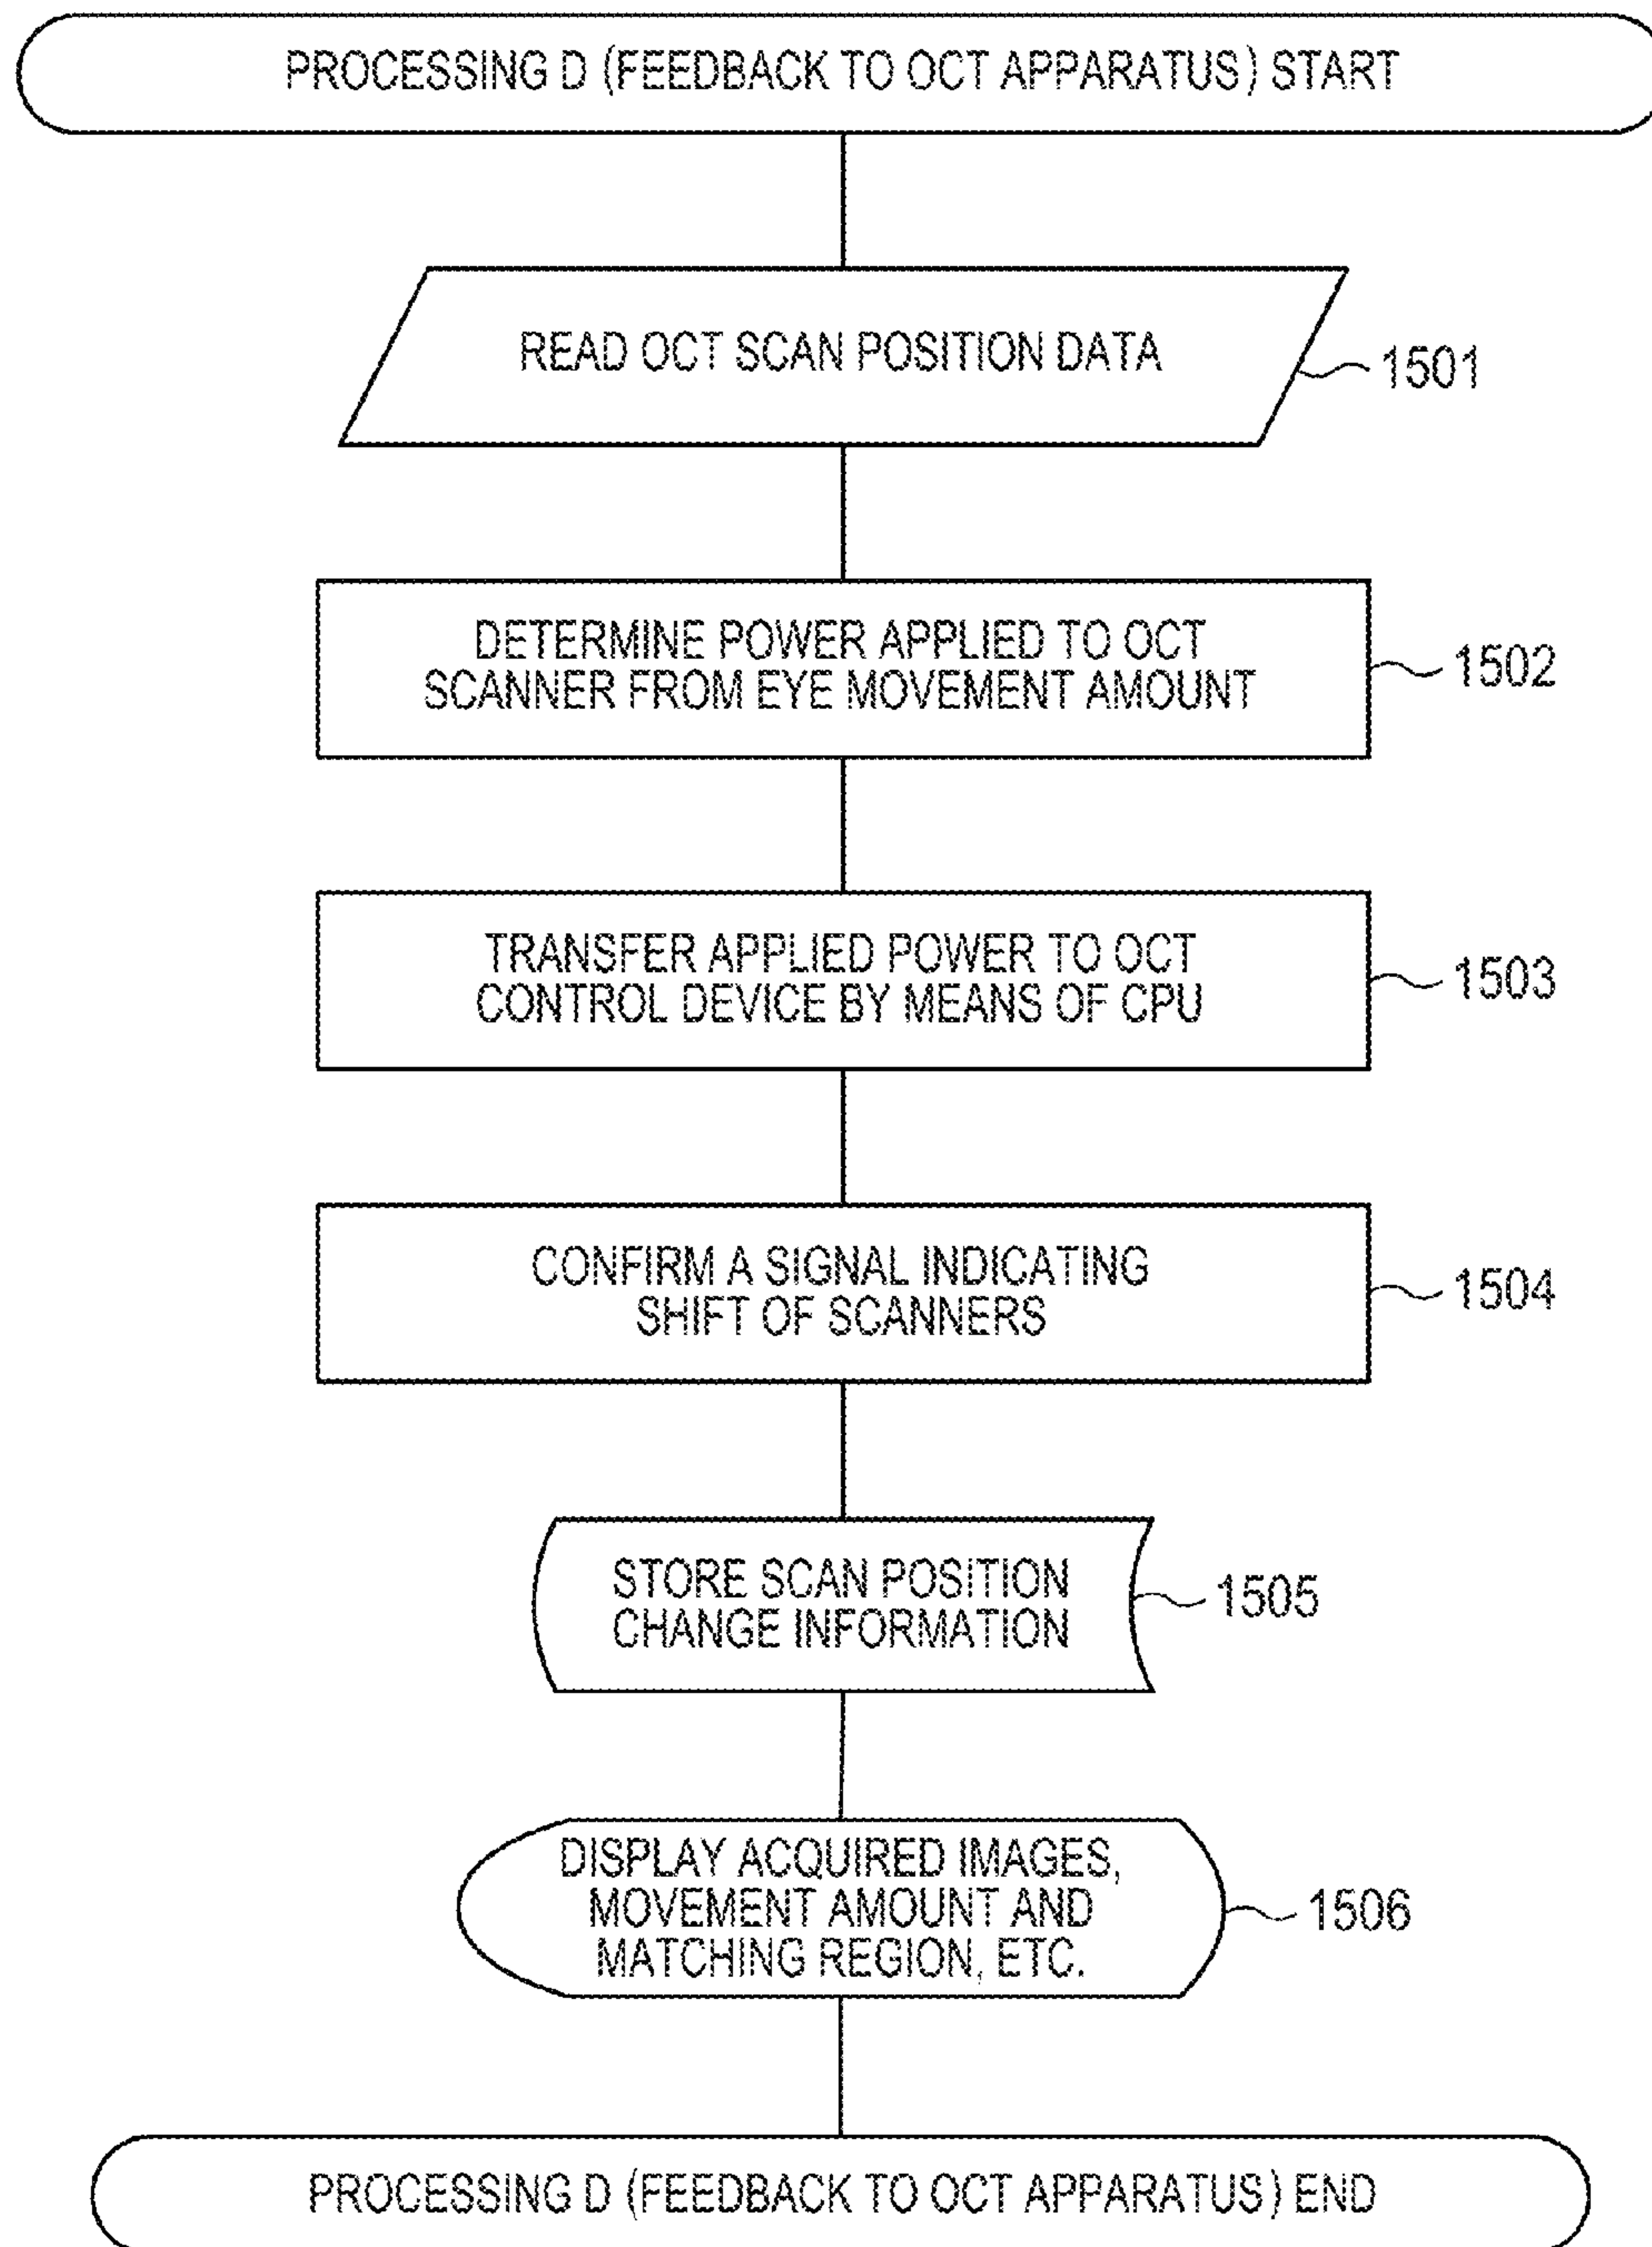 PROCESSING D (FEEDBACK TO OCT APPARATUS) START
READ OCT SCAN POSITION DATA
1501
DETERMINE POWER APPLIED TO OCT
SCANNER FROM EYE MOVEMENT AMOUNT
1502
TRANSFER APPLIED POWER TO OCT
CONTROL DEVICE BY MEANS OF CPU
1503
CONFIRM A SIGNAL INDICATING
SHIFT OF SCANNERS
1504
STORE SCAN POSITION
CHANGE INFORMATION
1505
DISPLAY ACQUIRED IMAGES,
MOVEMENT AMOUNT AND
MATCHING REGION, ETC.
1506
PROCESSING D (FEEDBACK TO OCT APPARATUS) END